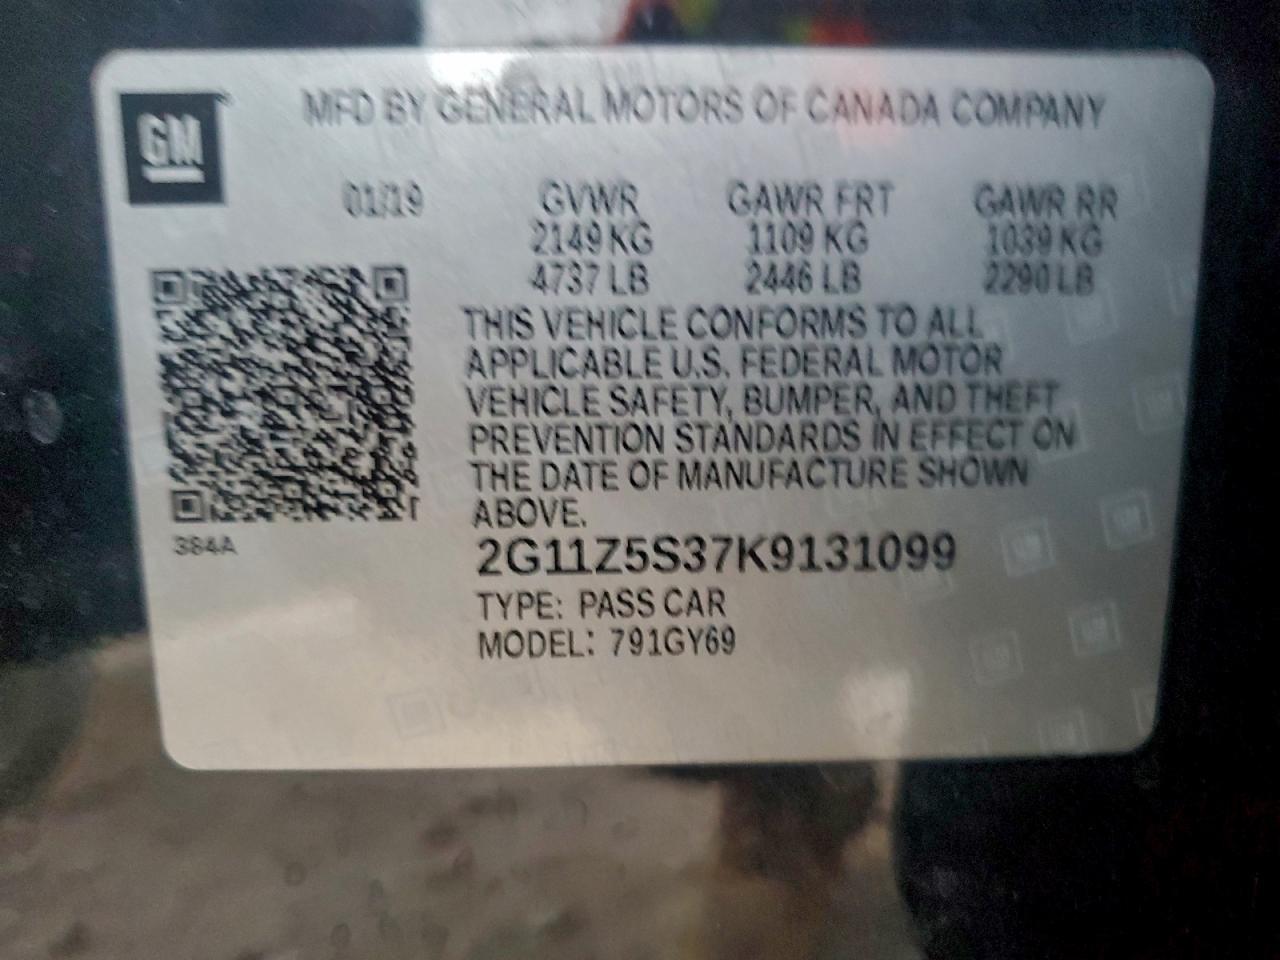 GM
MFD BY GENERAL MOTORS OF CANADA COMPANY
01/19 GVWR GAWR FRT GAWR RR
2149 KG 1109 KG 1039 KG
4737 LB 2446 LB 2290 LB
THIS VEHICLE CONFORMS TO ALL
APPLICABLE U.S. FEDERAL MOTOR
VEHICLE SAFETY, BUMPER, AND THEFT
PREVENTION STANDARDS IN EFFECT ON
THE DATE OF MANUFACTURE SHOWN
ABOVE.
384A
2G11Z5S37K9131099
TYPE: PASS CAR
MODEL: 791GY69